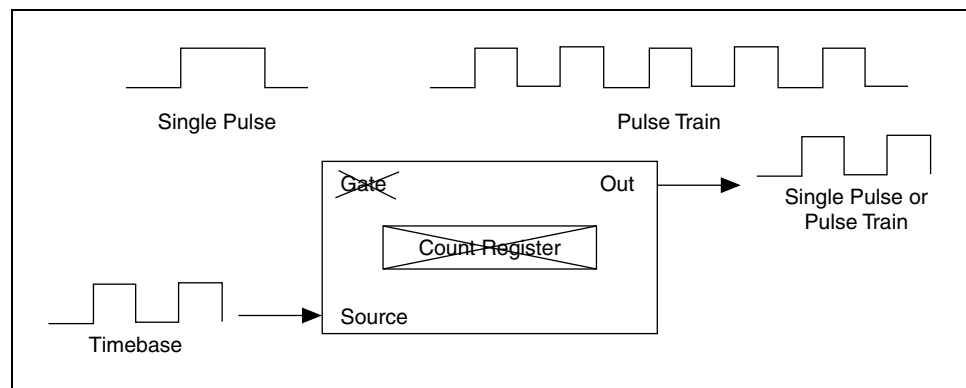 Single Pulse
Pulse Train
Gate
Out
Single Pulse or
Pulse Train
Count Register
Source
Timebase